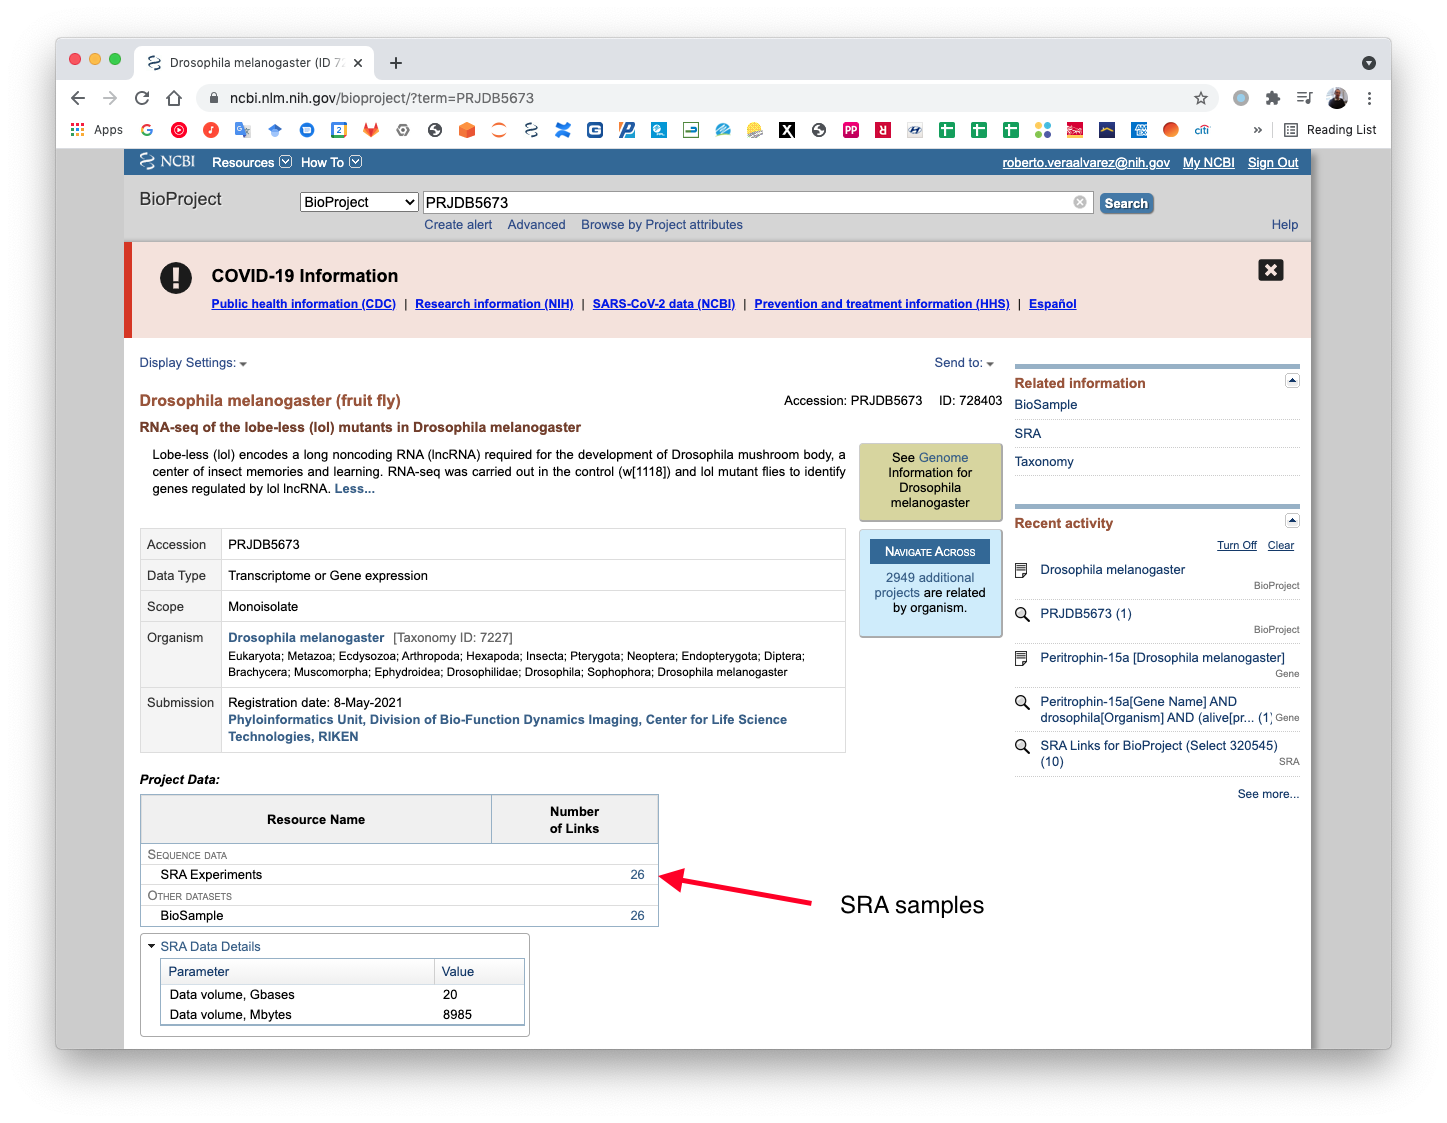 Drosophila melanogaster (ID 72
ncbi.nlm.nih.gov/bioproject/?term=PRJDB5673
Apps
PP
citi
»
Reading List
NCBI Resources How To
roberto.veraalvarez@nih.gov My NCBI Sign Out
BioProject
BioProject
PRJDB5673
Search
Create alert Advanced Browse by Project attributes
Help
COVID-19 Information
Public health information (CDC) | Research information (NIH) | SARS-CoV-2 data (NCBI) | Prevention and treatment information (HHS) | Español
Display Settings:
Send to:
Drosophila melanogaster (fruit fly)
Accession: PRJDB5673 ID: 728403
RNA-seq of the lobe-less (lol) mutants in Drosophila melanogaster
Lobe-less (lol) encodes a long noncoding RNA (lncRNA) required for the development of Drosophila mushroom body, a
center of insect memories and learning. RNA-seq was carried out in the control (w[1118]) and lol mutant flies to identify
genes regulated by lol lncRNA. Less...
See Genome
Information for
Drosophila
melanogaster
Navigate Across
2949 additional
projects are related
by organism.
Accession PRJDB5673
Data Type Transcriptome or Gene expression
Scope Monoisolate
Organism Drosophila melanogaster [Taxonomy ID: 7227]
Eukaryota; Metazoa; Ecdysozoa; Arthropoda; Hexapoda; Insecta; Pterygota; Neoptera; Endopterygota; Diptera;
Brachycera; Muscomorpha; Ephydroidea; Drosophilidae; Drosophila; Sophophora; Drosophila melanogaster
Submission Registration date: 8-May-2021
Phyloinformatics Unit, Division of Bio-Function Dynamics Imaging, Center for Life Science
Technologies, RIKEN
Project Data:
Resource Name
Number
of Links
Sequence data
SRA Experiments 26
Other datasets
BioSample 26
SRA samples
SRA Data Details
Parameter Value
Data volume, Gbases 20
Data volume, Mbytes 8985
Related information
BioSample
SRA
Taxonomy
Recent activity
Turn Off Clear
Drosophila melanogaster
BioProject
PRJDB5673 (1)
BioProject
Peritrophin-15a [Drosophila melanogaster]
Gene
Peritrophin-15a[Gene Name] AND
drosophila[Organism] AND (alive[pr... (1) Gene
SRA Links for BioProject (Select 320545)
(10) SRA
See more...